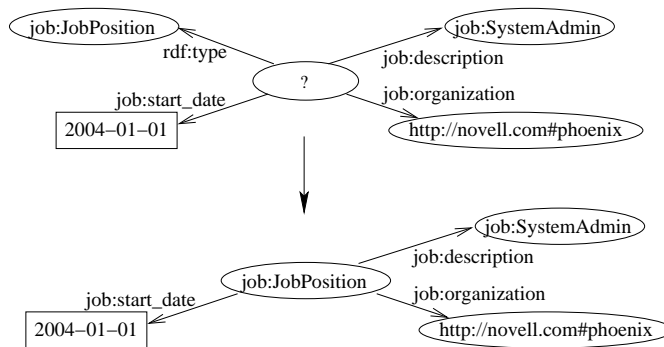 job:JobPosition
job:SystemAdmin
rdf:type
job:description
?
job:start_date
job:organization
2004−01−01
http://novell.com#phoenix
job:SystemAdmin
job:description
job:JobPosition
job:start_date
job:organization
2004−01−01
http://novell.com#phoenix